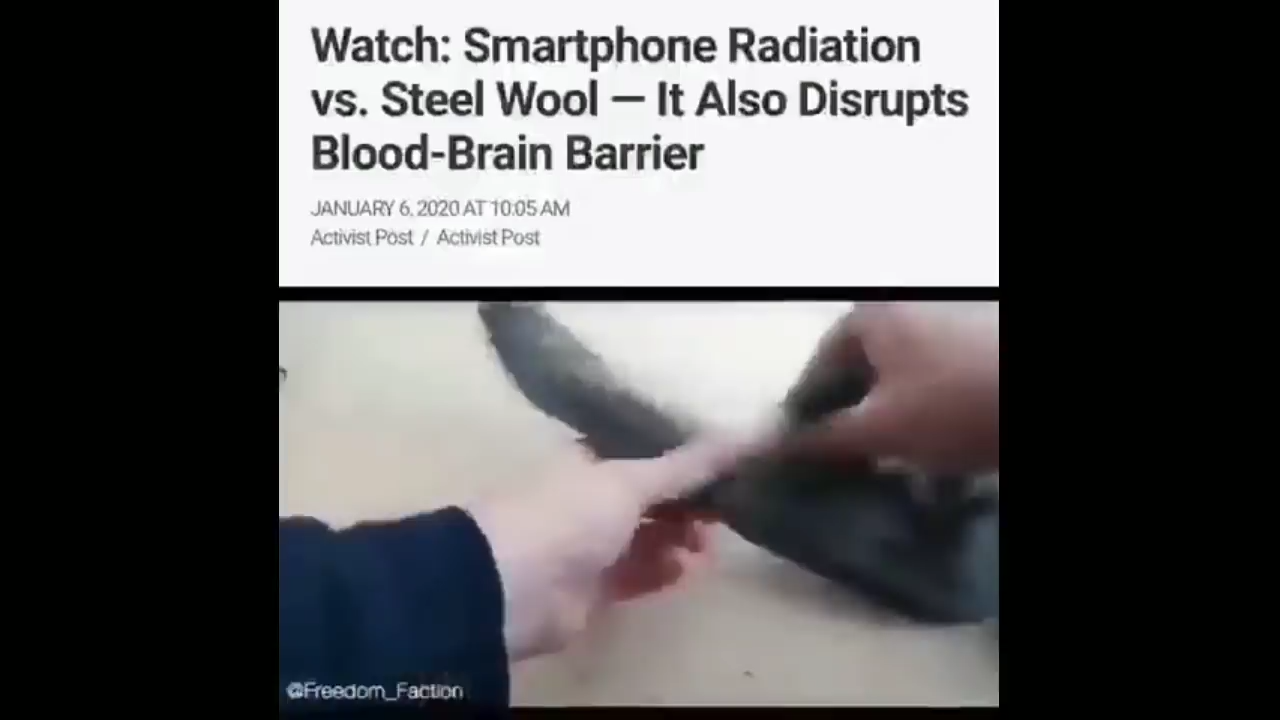 Watch: Smartphone Radiation
vs. Steel Wool — It Also Disrupts
Blood-Brain Barrier
JANUARY 6, 2020 AT 10:05 AM
Activist Post / Activist Post
@Freedom_Faction